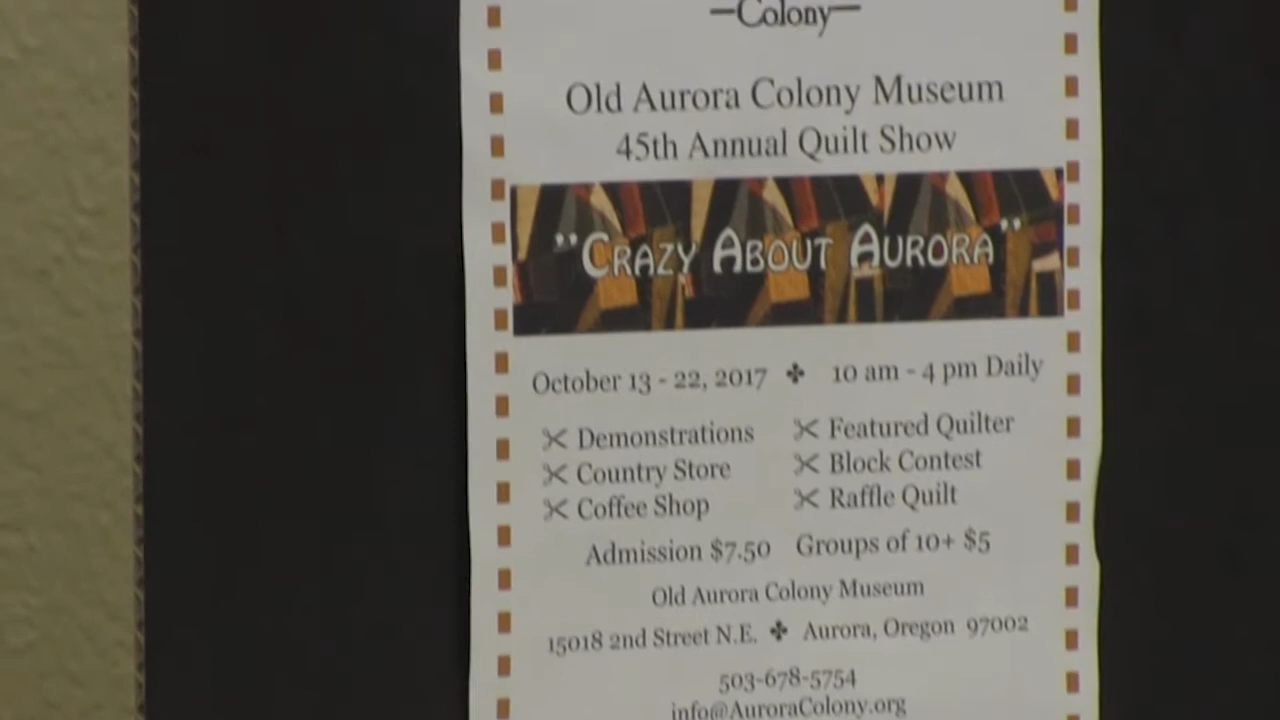 —Colony—
Old Aurora Colony Museum
45th Annual Quilt Show
"Crazy About Aurora"
October 13 - 22, 2017 ✤ 10 am - 4 pm Daily
✂ Demonstrations ✂ Featured Quilter
✂ Country Store ✂ Block Contest
✂ Coffee Shop ✂ Raffle Quilt
Admission $7.50 Groups of 10+ $5
Old Aurora Colony Museum
15018 2nd Street N.E. ✤ Aurora, Oregon 97002
503-678-5754
info@AuroraColony.org